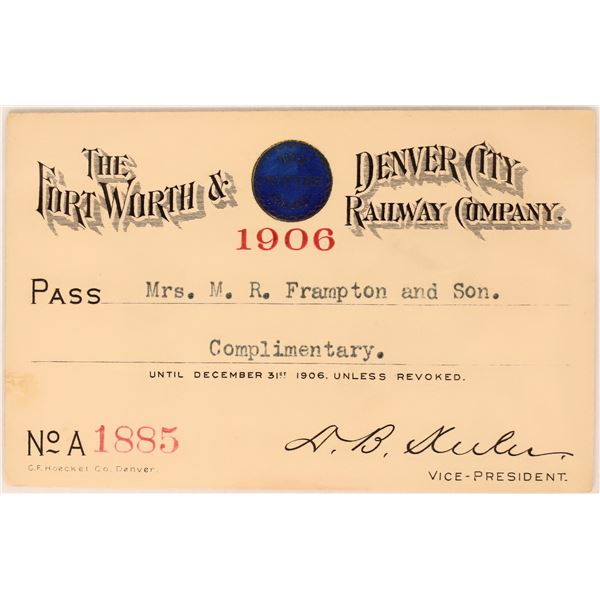 THE
FORT WORTH & DENVER CITY
RAILWAY COMPANY.
1906
PASS Mrs. M. R. Frampton and Son.
Complimentary.
UNTIL DECEMBER 31ST 1906, UNLESS REVOKED.
No A 1885
D. B. Keeler.
C.F. Hoeckel Co. Denver.
VICE-PRESIDENT.